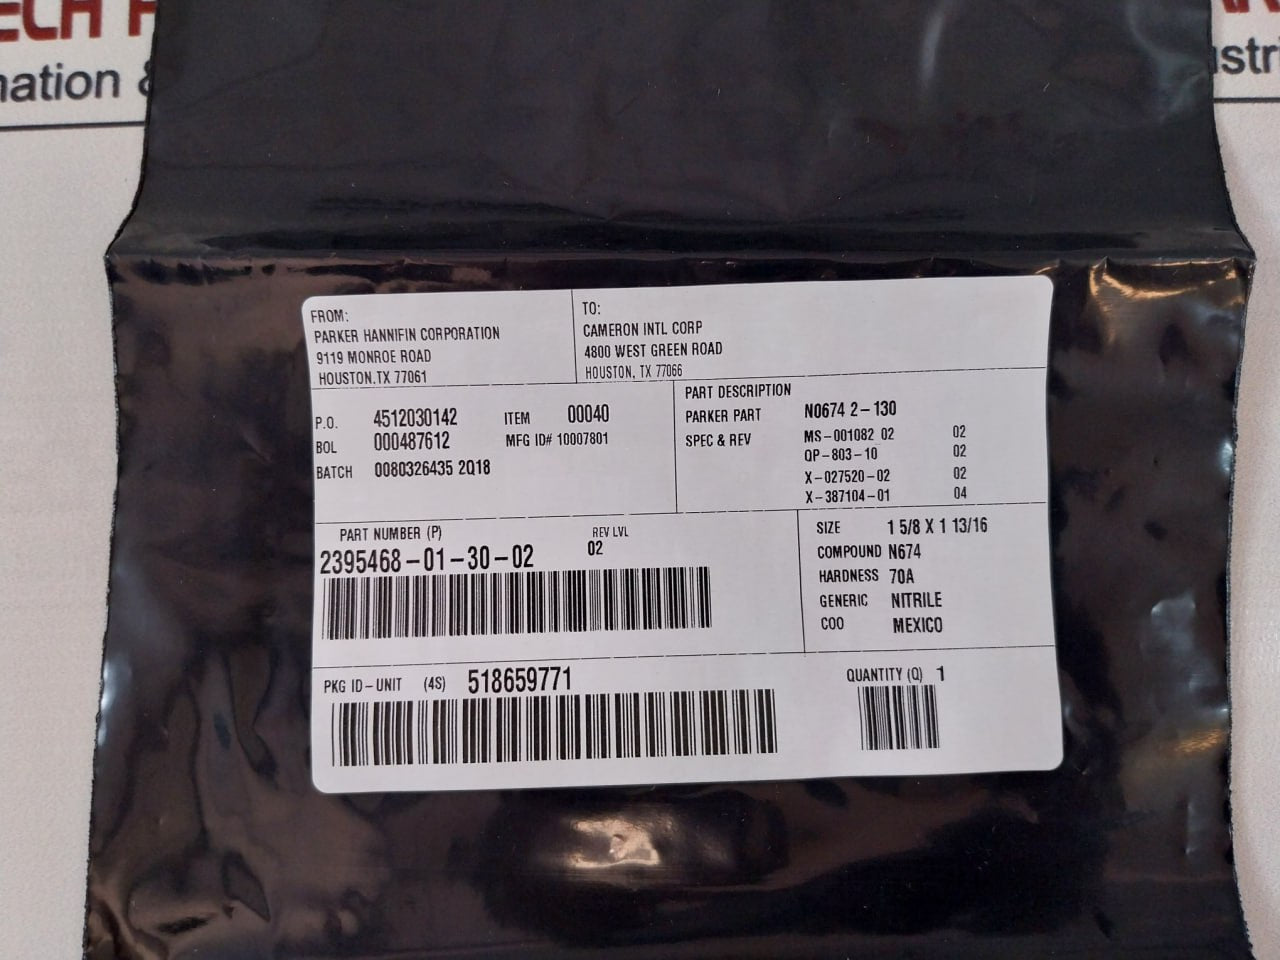 ECH
nation &
ustri
FROM:
PARKER HANNIFIN CORPORATION
9119 MONROE ROAD
HOUSTON.TX 77061
TO:
CAMERON INTL CORP
4800 WEST GREEN ROAD
HOUSTON, TX 77066
P.O. 4512030142 ITEM 00040
BOL 000487612 MFG ID# 10007801
BATCH 0080326435 2Q18
PART DESCRIPTION
PARKER PART N0674 2-130
SPEC & REV MS-001082 02 02
QP-803-10 02
X-027520-02 02
X-387104-01 04
PART NUMBER (P) REV LVL
2395468-01-30-02 02
SIZE 1 5/8 X 1 13/16
COMPOUND N674
HARDNESS 70A
GENERIC NITRILE
COO MEXICO
PKG ID-UNIT (4S) 518659771
QUANTITY (Q) 1